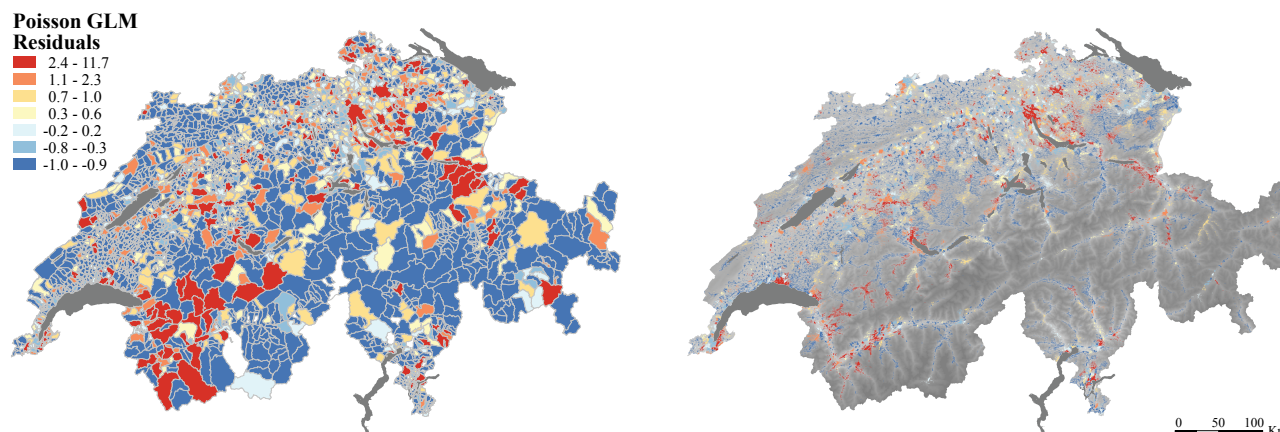 Poisson GLM
Residuals
2.4 - 11.7
1.1 - 2.3
0.7 - 1.0
0.3 - 0.6
-0.2 - 0.2
-0.8 - -0.3
-1.0 - -0.9
0 50 100